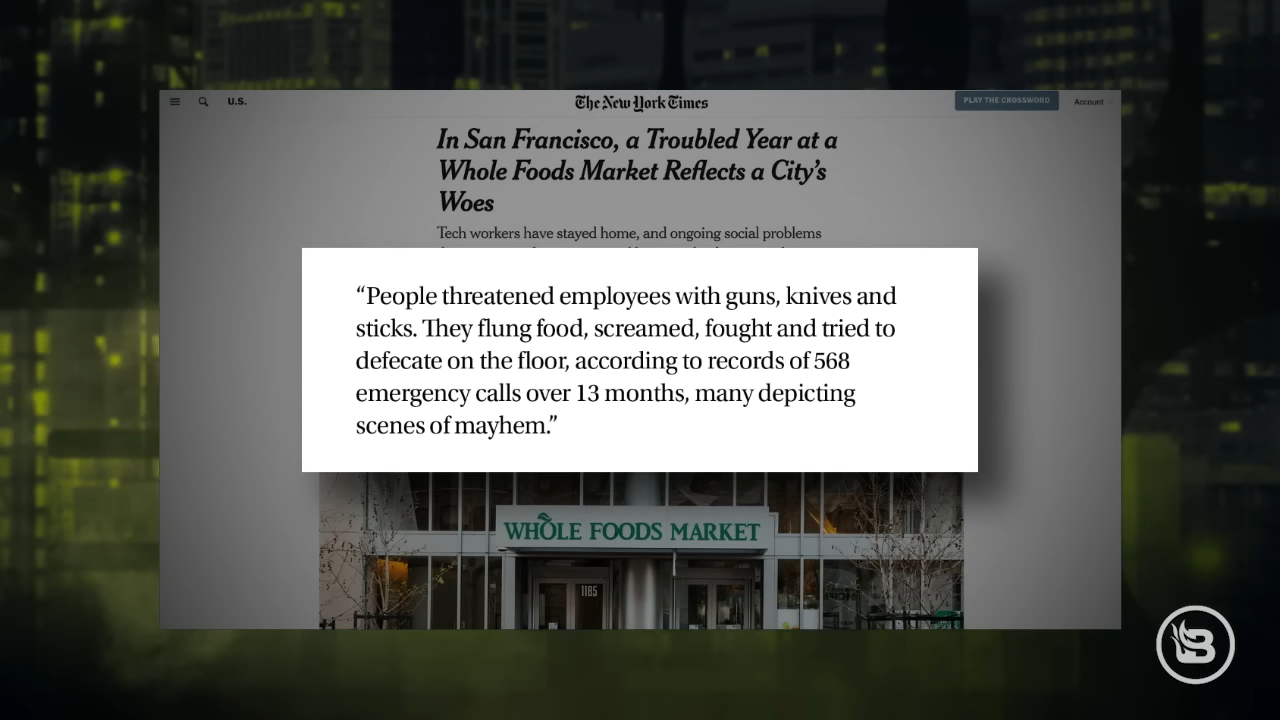 U.S.
The New York Times
PLAY THE CROSSWORD
Account
In San Francisco, a Troubled Year at a
Whole Foods Market Reflects a City’s
Woes
Tech workers have stayed home, and ongoing social problems
“People threatened employees with guns, knives and
sticks. They flung food, screamed, fought and tried to
defecate on the floor, according to records of 568
emergency calls over 13 months, many depicting
scenes of mayhem.”
WHOLE FOODS MARKET
1185
B